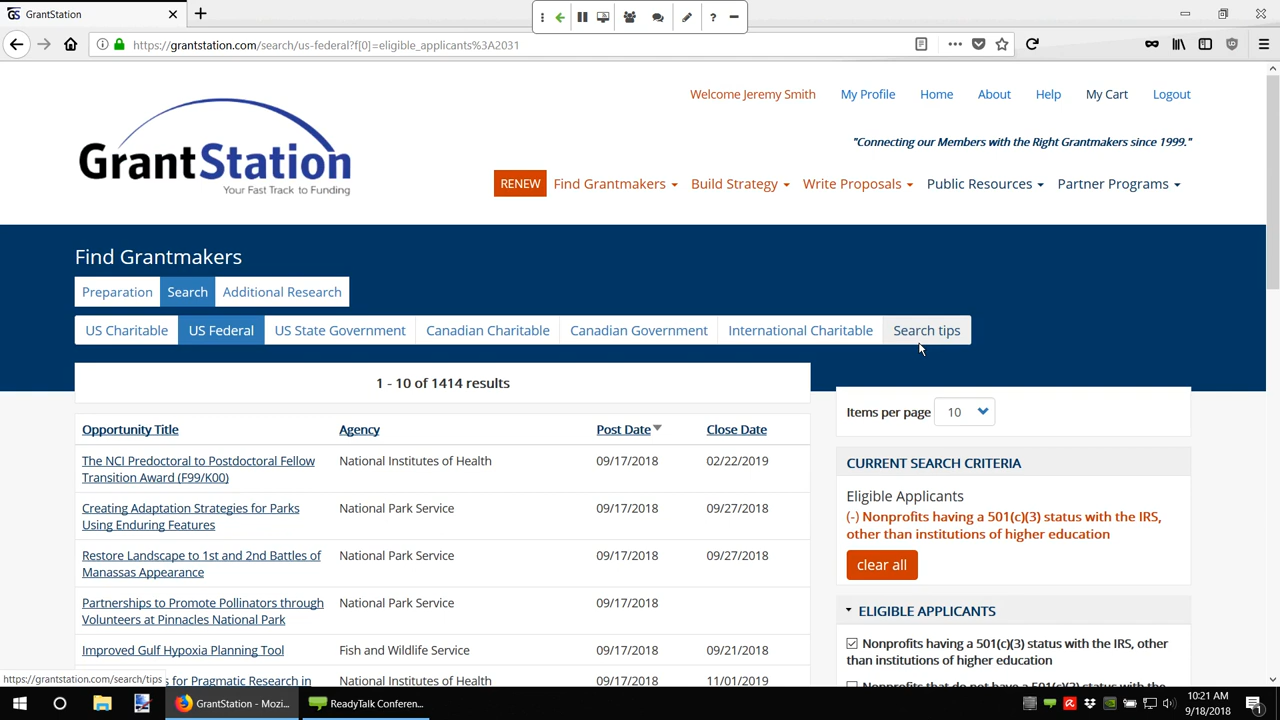 GrantStation
https://grantstation.com/search/us-federal?f[0]=eligible_applicants%3A2031
Welcome Jeremy Smith My Profile Home About Help My Cart Logout
GrantStation
Your Fast Track to Funding
"Connecting our Members with the Right Grantmakers since 1999."
RENEW Find Grantmakers Build Strategy Write Proposals Public Resources Partner Programs
Find Grantmakers
Preparation Search Additional Research
US Charitable US Federal US State Government Canadian Charitable Canadian Government International Charitable Search tips
1 - 10 of 1414 results
Items per page 10
Opportunity Title Agency Post Date Close Date
The NCI Predoctoral to Postdoctoral Fellow National Institutes of Health 09/17/2018 02/22/2019
Transition Award (F99/K00)
Creating Adaptation Strategies for Parks National Park Service 09/17/2018 09/27/2018
Using Enduring Features
Restore Landscape to 1st and 2nd Battles of National Park Service 09/17/2018 09/27/2018
Manassas Appearance
Partnerships to Promote Pollinators through National Park Service 09/17/2018
Volunteers at Pinnacles National Park
Improved Gulf Hypoxia Planning Tool Fish and Wildlife Service 09/17/2018 09/21/2018
s for Pragmatic Research in National Institutes of Health 09/17/2018 11/01/2019
CURRENT SEARCH CRITERIA
Eligible Applicants
(-) Nonprofits having a 501(c)(3) status with the IRS,
other than institutions of higher education
clear all
ELIGIBLE APPLICANTS
Nonprofits having a 501(c)(3) status with the IRS, other
than institutions of higher education
Nonprofits that do not have a 501(c)(3) status with the
https://grantstation.com/search/tips
GrantStation - Mozi...
ReadyTalk Conferen...
10:21 AM
9/18/2018